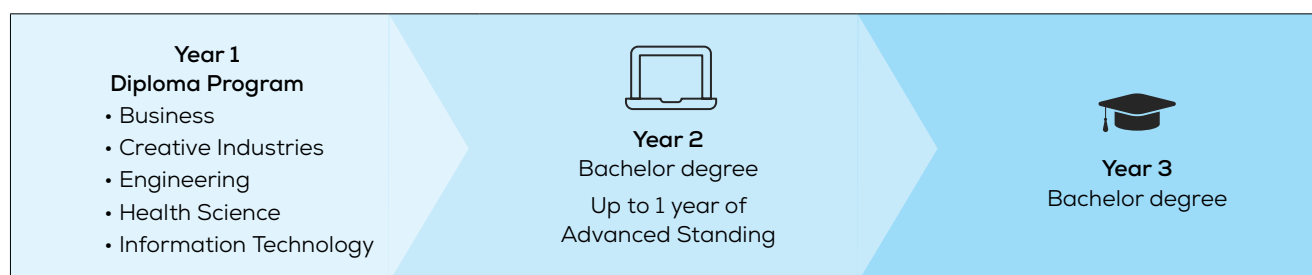 Year 1
Diploma Program
• Business
• Creative Industries
• Engineering
• Health Science
• Information Technology
Year 2
Bachelor degree
Up to 1 year of
Advanced Standing
Year 3
Bachelor degree